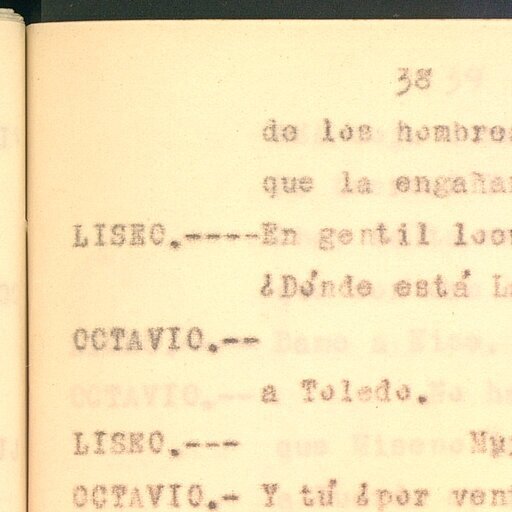 38
de los hombres
que la engañan
LISEO.----En gentil loc
¿Dónde está L
OCTAVIO.--
a Toledo.
LISEO.---
OCTAVIO.- Y tú ¿por vent